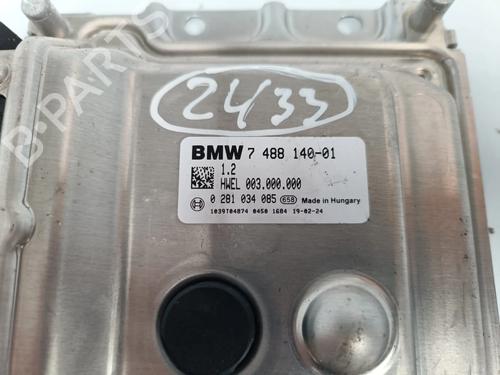 2433
BMW 7 488 140-01
1.2
HWEL 003.000.000
0 281 034 085 658 Made in Hungary
1039T04874 0450 1684 19-02-24
B-PARTS